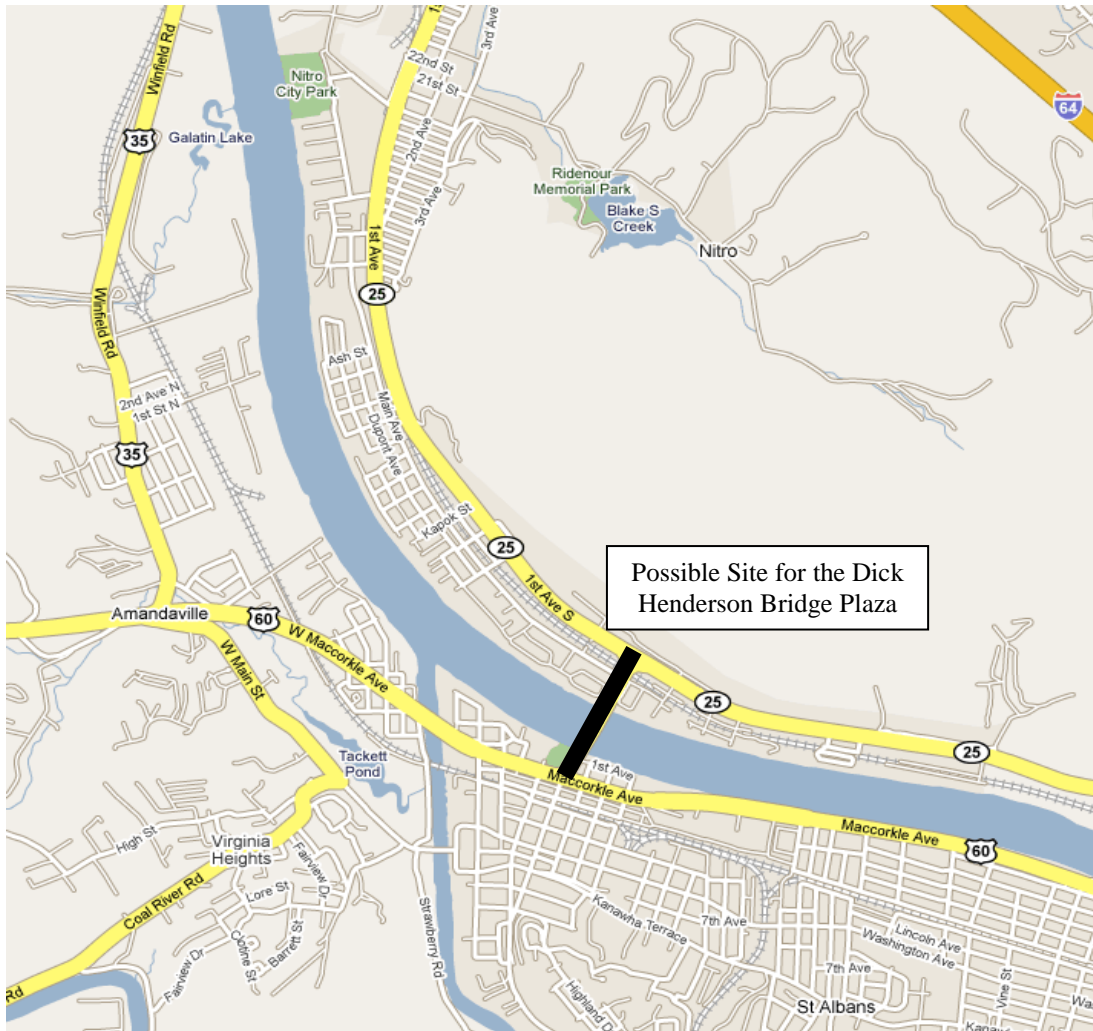 Winfield Rd
1s
3rd Ave
22nd St
21st St
Nitro
City Park
64
35
Galatin Lake
2nd Ave
Ridenour
Memorial Park
Blake S
Creek
3rd Ave
Nitro
1st Ave
25
Winfield Rd
Ash St
2nd Ave N
1st St N
Main Ave
Dupont Ave
35
Kapok St
25
Possible Site for the Dick
Henderson Bridge Plaza
1st Ave S
Amandaville
60
W Maccorkle Ave
W Main St
25
25
Tackett
Pond
1st Ave
Maccorkle Ave
Maccorkle Ave
60
High St
Virginia
Heights
Fairview Dr
Lore St
Coal River Rd
Clotine St
Barrett St
Fairview Dr
Strawberry Rd
Kanawha Terrace
7th Ave
Lincoln Ave
Washington Ave
7th Ave
Vine St
Highland Dr
St Albans
Rd
Kanaw